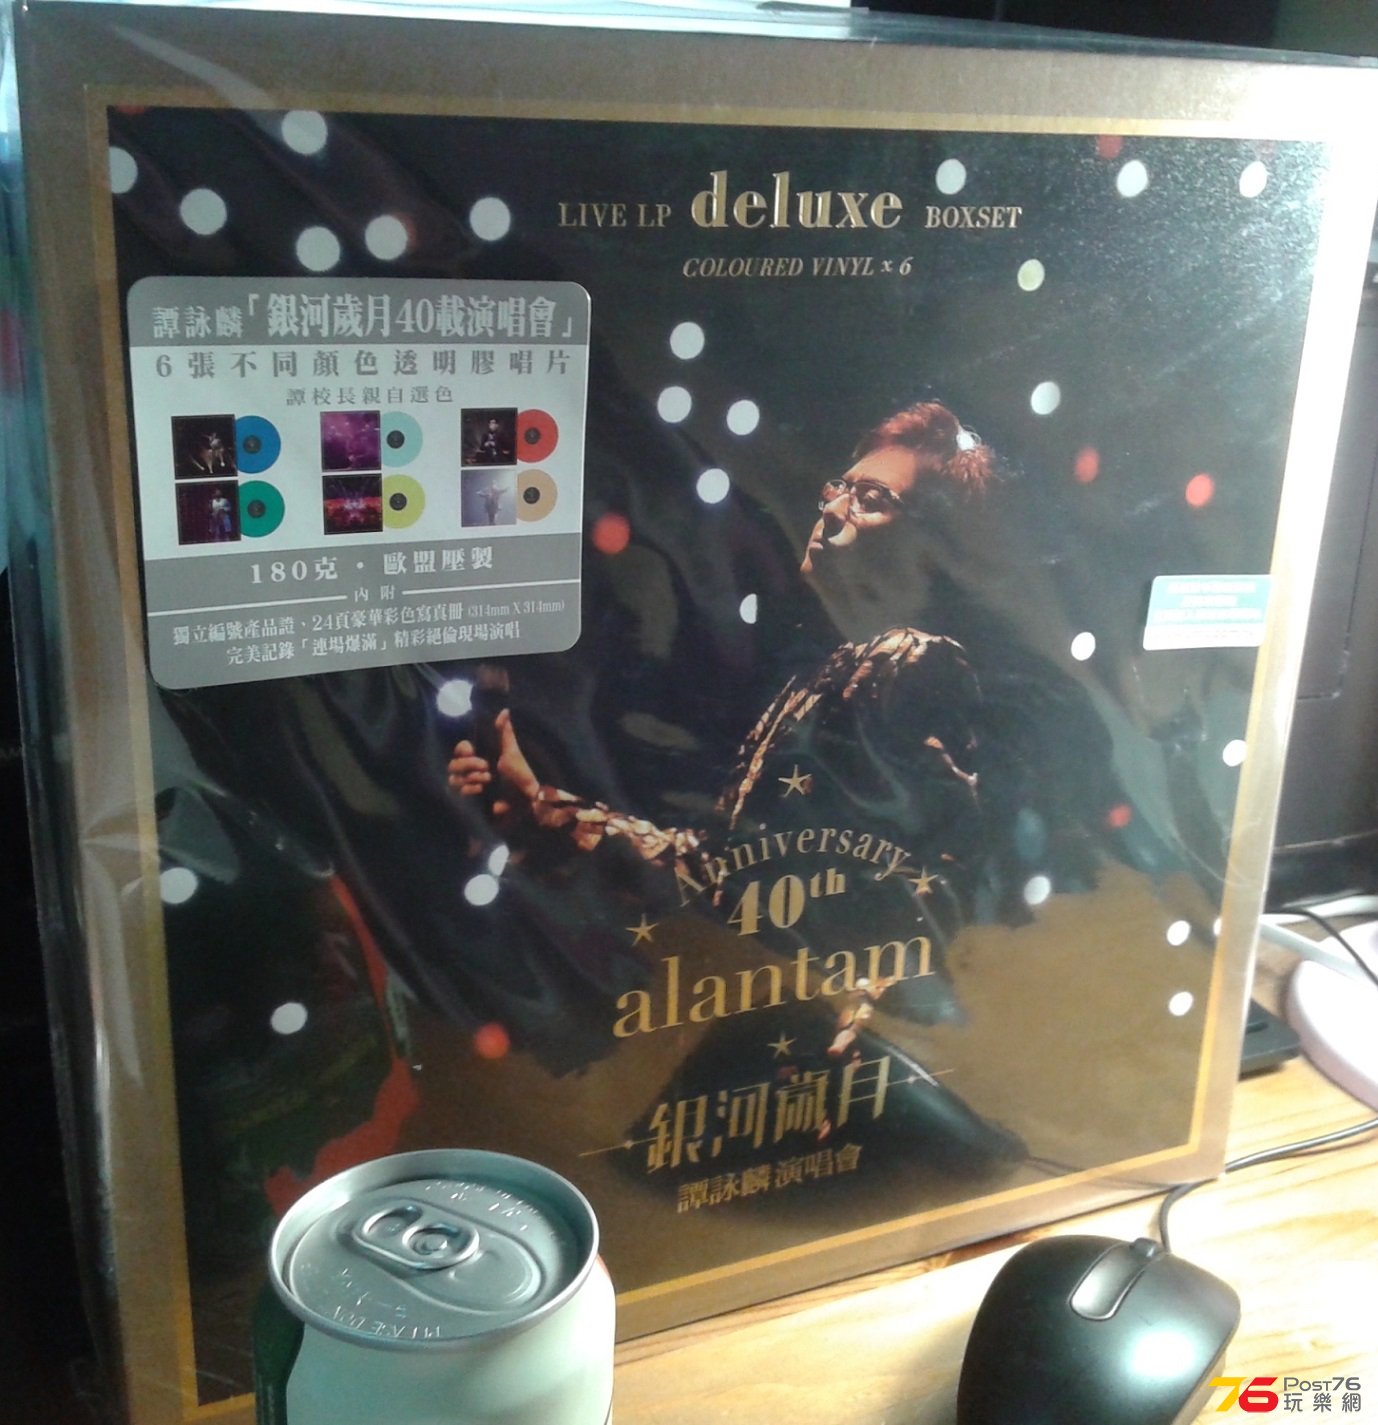 LIVE LP deluxe BOXSET
COLOURED VINYL x 6
譚詠麟「銀河歲月40載演唱會」
6張不同顏色透明膠唱片
譚校長親自選色
180克・歐盟壓製
內附
獨立編號產品證、24頁豪華彩色寫真冊 (314mm X 314mm)
完美記錄「連場爆滿」精彩絕倫現場演唱
Anniversary
40th
alantam
銀河歲月
譚詠麟演唱會
76 POST76
玩樂網